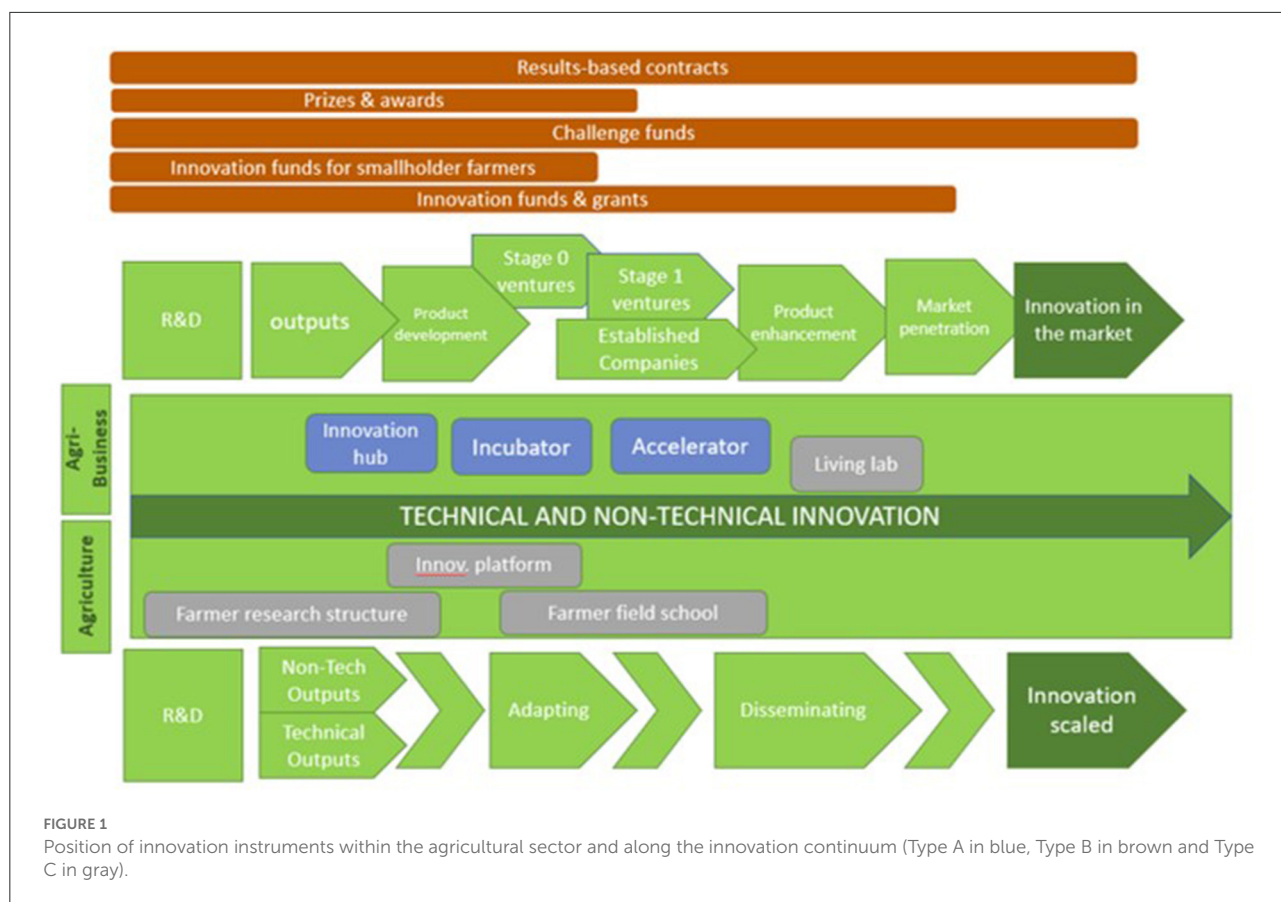 Results-based contracts
Prizes & awards
Challenge funds
Innovation funds for smallholder farmers
Innovation funds & grants
R&D
outputs
Product
development
Stage 0
ventures
Stage 1
ventures
Established
Companies
Product
enhancement
Market
penetration
Innovation in
the market
Agri-
Business
Innovation
hub
Incubator
Accelerator
Living lab
TECHNICAL AND NON-TECHNICAL INNOVATION
Agriculture
Innov. platform
Farmer research structure
Farmer field school
R&D
Non-Tech
Outputs
Technical
Outputs
Adapting
Disseminating
Innovation
scaled
FIGURE 1
Position of innovation instruments within the agricultural sector and along the innovation continuum (Type A in blue, Type B in brown and Type
C in gray).